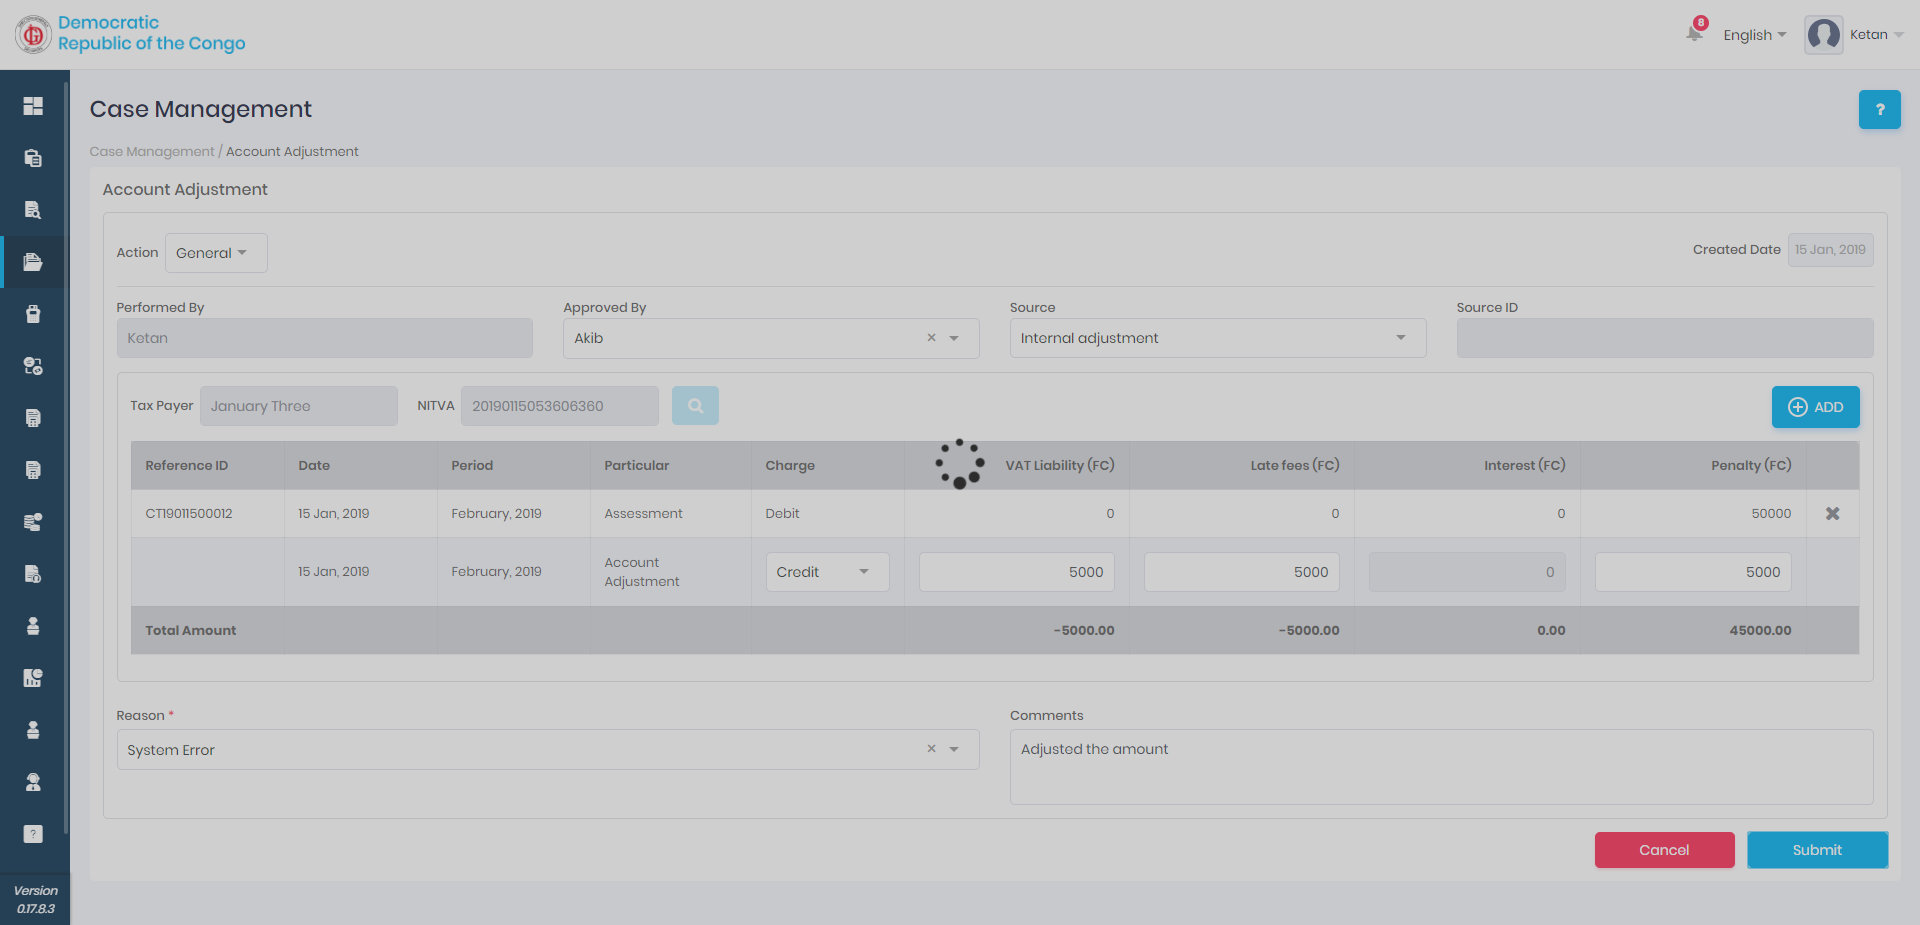 Democratic
Republic of the Congo
8
English
Ketan
Case Management
?
Case Management / Account Adjustment
Account Adjustment
Action General
Created Date 15 Jan, 2019
Performed By Approved By Source Source ID
Ketan Akib × Internal adjustment
Tax Payer January Three NITVA 20190115053606360 ADD
Reference ID Date Period Particular Charge VAT Liability (FC) Late fees (FC) Interest (FC) Penalty (FC)
CT19011500012 15 Jan, 2019 February, 2019 Assessment Debit 0 0 0 50000
15 Jan, 2019 February, 2019 Account Adjustment Credit 5000 5000 0 5000
Total Amount -5000.00 -5000.00 0.00 45000.00
Reason * Comments
System Error × Adjusted the amount
?
Cancel Submit
Version
0.17.8.3